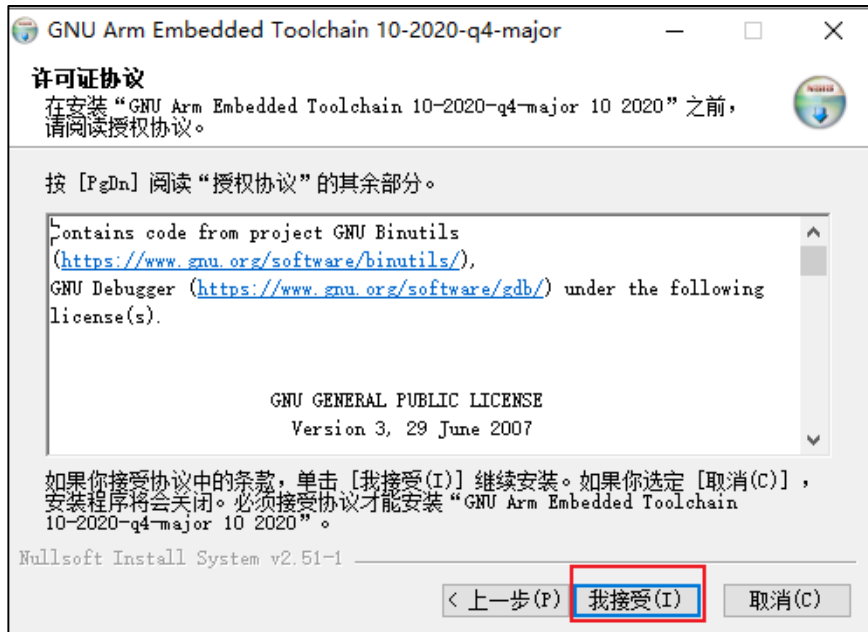 GNU Arm Embedded Toolchain 10-2020-q4-major
许可证协议
在安装“GNU Arm Embedded Toolchain 10-2020-q4-major 10 2020”之前，
请阅读授权协议。
按 [PgDn] 阅读“授权协议”的其余部分。
Contains code from project GNU Binutils
(https://www.gnu.org/software/binutils/),
GNU Debugger (https://www.gnu.org/software/gdb/) under the following
license(s).
GNU GENERAL PUBLIC LICENSE
Version 3, 29 June 2007
如果你接受协议中的条款，单击 [我接受(I)] 继续安装。如果你选定 [取消(C)] ，
安装程序将会关闭。必须接受协议才能安装“GNU Arm Embedded Toolchain
10-2020-q4-major 10 2020”。
Nullsoft Install System v2.51-1
< 上一步(P) 我接受(I) 取消(C)